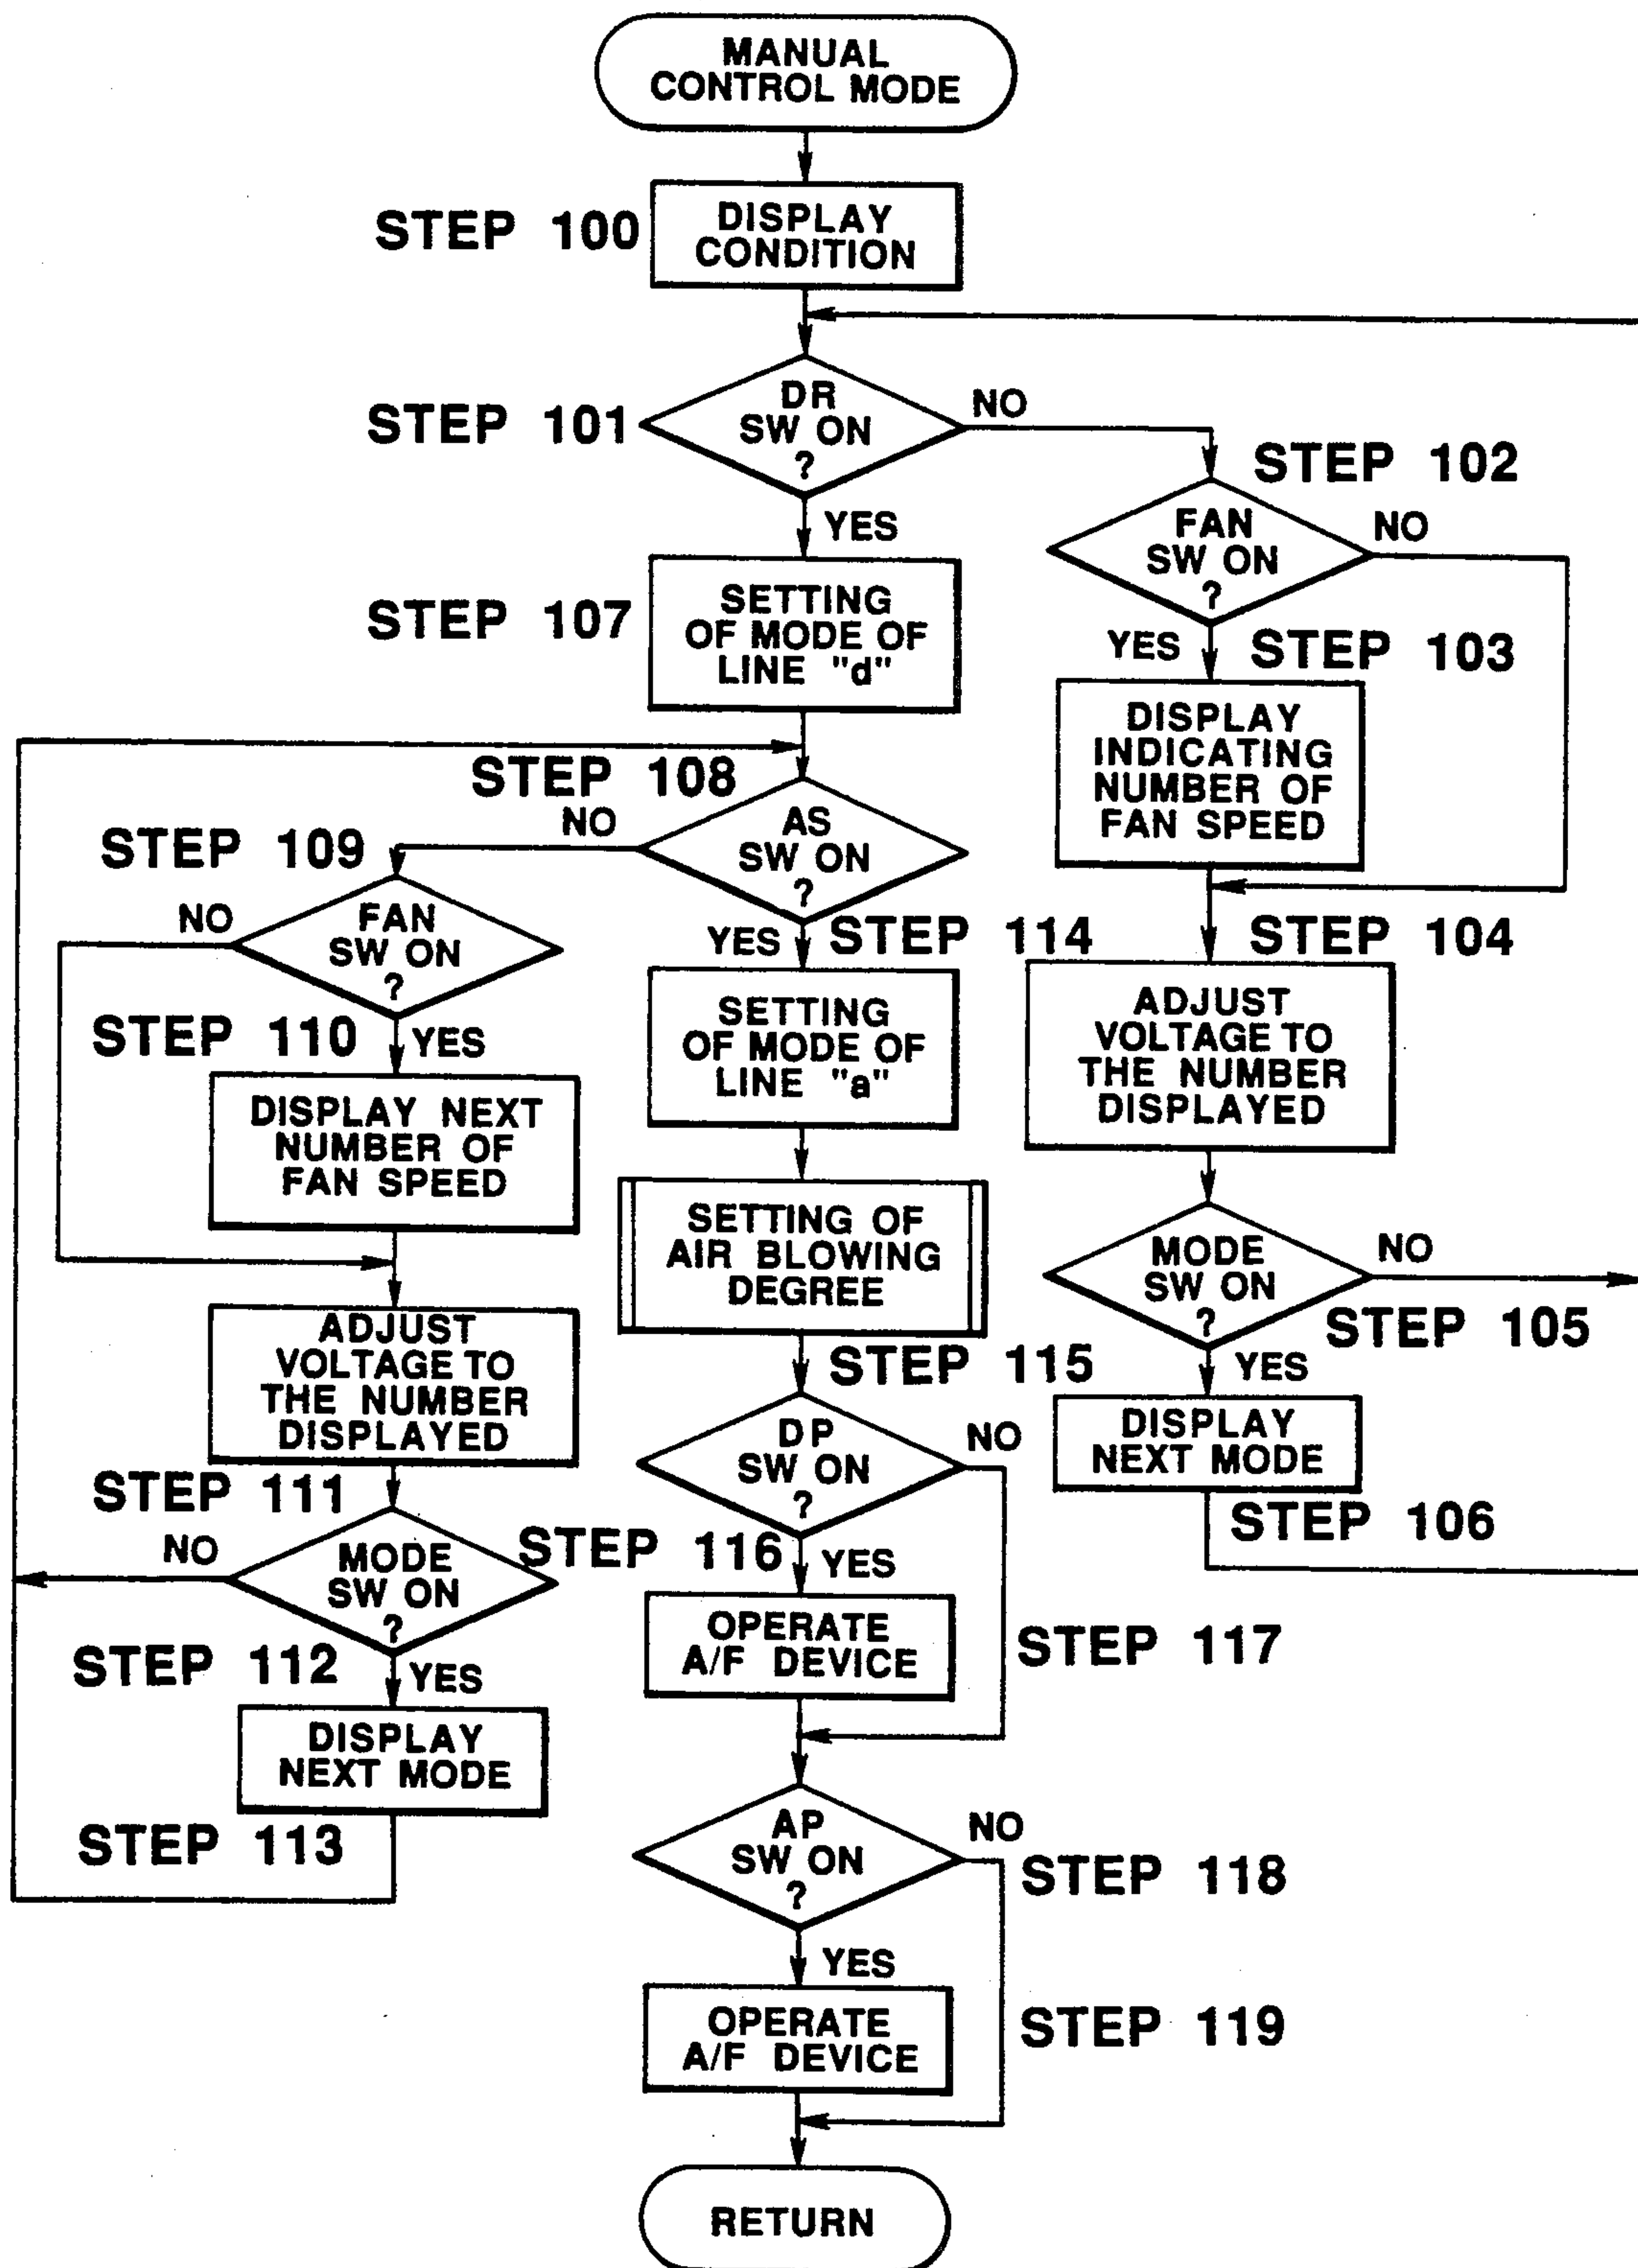 MANUAL
CONTROL MODE
STEP 100
DISPLAY
CONDITION
STEP 101
DR
SW ON
?
NO
YES
STEP 102
FAN
SW ON
?
NO
YES
STEP 103
DISPLAY
INDICATING
NUMBER OF
FAN SPEED
STEP 104
ADJUST
VOLTAGE TO
THE NUMBER
DISPLAYED
MODE
SW ON
?
NO
STEP 105
YES
DISPLAY
NEXT MODE
STEP 106
STEP 107
SETTING
OF MODE OF
LINE "d"
STEP 108
AS
SW ON
?
NO
YES
STEP 109
FAN
SW ON
?
NO
STEP 110
YES
DISPLAY NEXT
NUMBER OF
FAN SPEED
ADJUST
VOLTAGE TO
THE NUMBER
DISPLAYED
STEP 111
MODE
SW ON
?
NO
STEP 112
YES
DISPLAY
NEXT MODE
STEP 113
STEP 114
SETTING
OF MODE OF
LINE "a"
SETTING OF
AIR BLOWING
DEGREE
STEP 115
DP
SW ON
?
NO
STEP 116
YES
OPERATE
A/F DEVICE
STEP 117
AP
SW ON
?
NO
STEP 118
YES
OPERATE
A/F DEVICE
STEP 119
RETURN